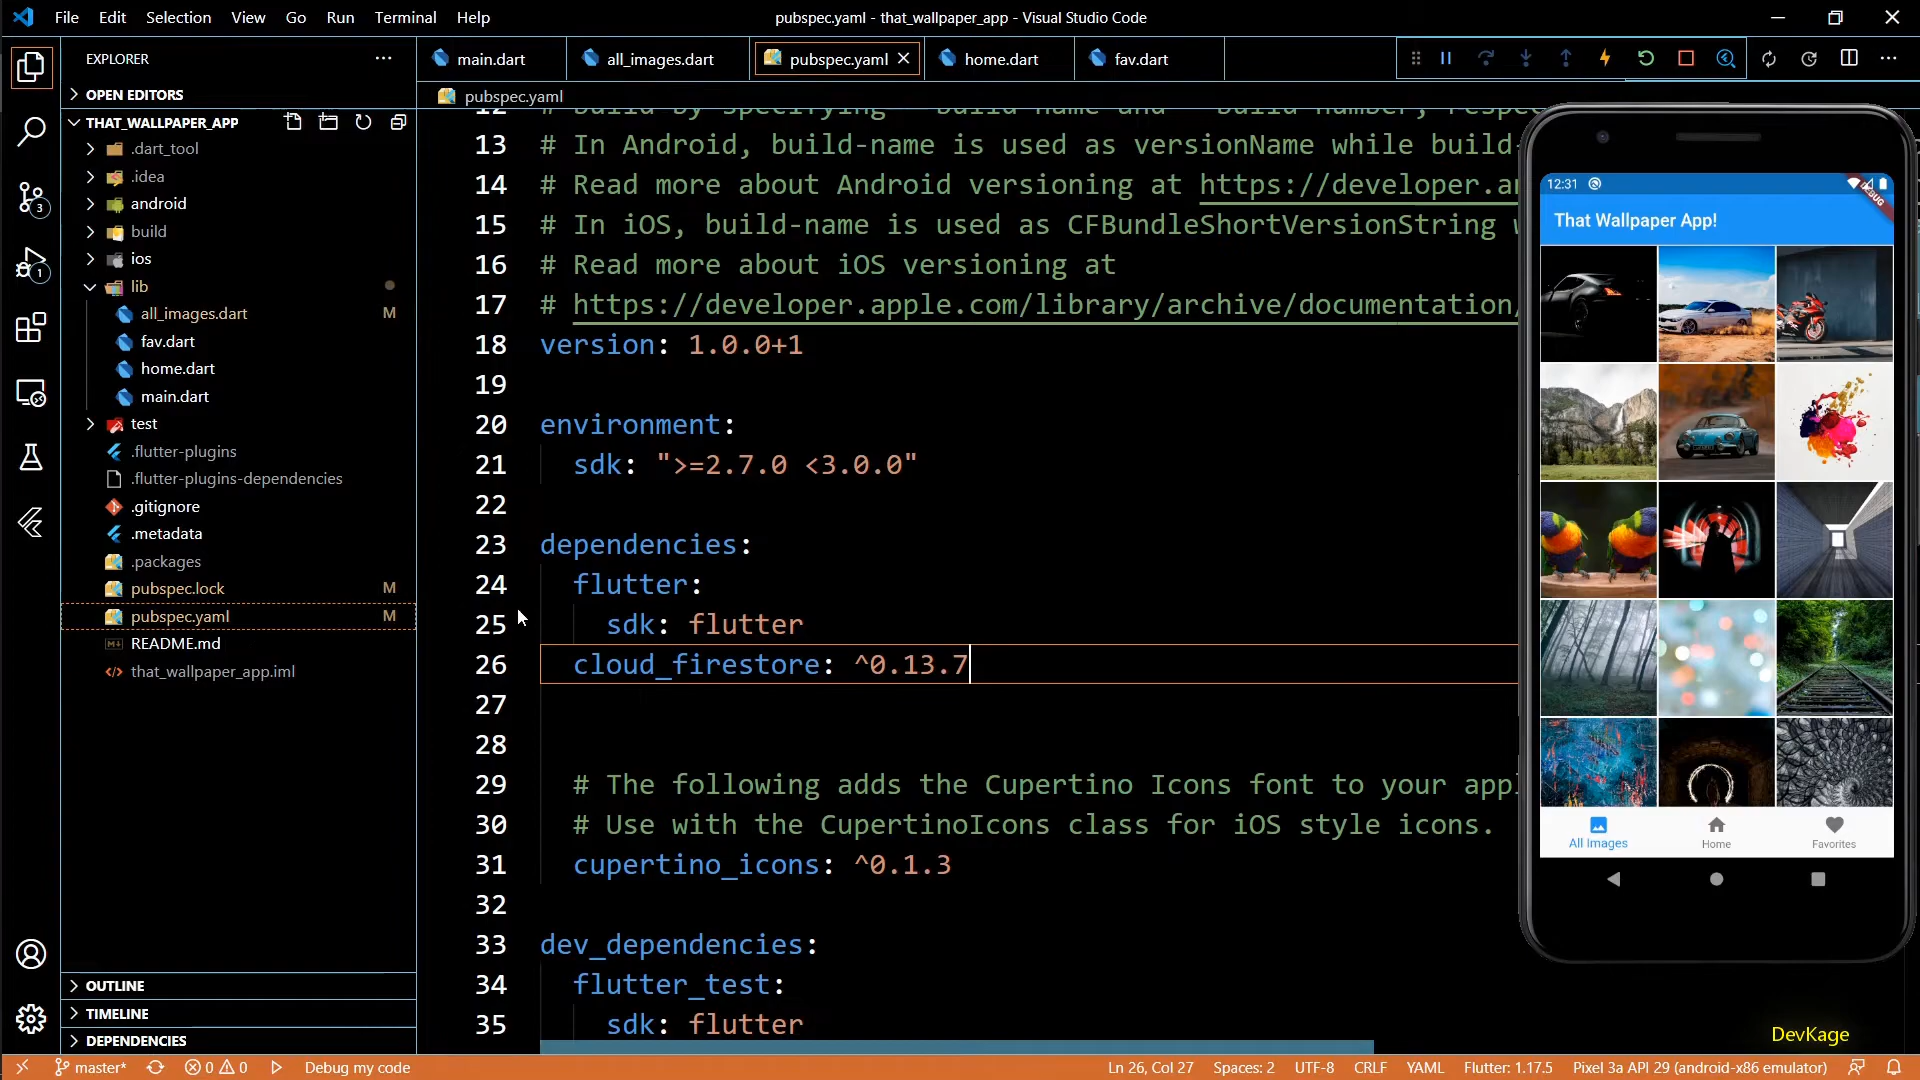 File Edit Selection View Go Run Terminal Help
pubspec.yaml - that_wallpaper_app - Visual Studio Code
EXPLORER
main.dart
all_images.dart
pubspec.yaml
home.dart
fav.dart
OPEN EDITORS
pubspec.yaml
THAT_WALLPAPER_APP
.dart_tool
.idea
android
build
ios
lib
all_images.dart M
fav.dart
home.dart
main.dart
test
.flutter-plugins
.flutter-plugins-dependencies
.gitignore
.metadata
.packages
pubspec.lock M
pubspec.yaml M
README.md
that_wallpaper_app.iml
OUTLINE
TIMELINE
DEPENDENCIES
3
1
12 # build by specifying --build-name and --build-number, respec
13 # In Android, build-name is used as versionName while build-
14 # Read more about Android versioning at https://developer.an
15 # In iOS, build-name is used as CFBundleShortVersionString w
16 # Read more about iOS versioning at
17 # https://developer.apple.com/library/archive/documentation/
18 version: 1.0.0+1
19
20 environment:
21 sdk: ">=2.7.0 <3.0.0"
22
23 dependencies:
24 flutter:
25 sdk: flutter
26 cloud_firestore: ^0.13.7
27
28
29 # The following adds the Cupertino Icons font to your appl
30 # Use with the CupertinoIcons class for iOS style icons.
31 cupertino_icons: ^0.1.3
32
33 dev_dependencies:
34 flutter_test:
35 sdk: flutter
12:31
DEBUG
That Wallpaper App!
All Images
Home
Favorites
DevKage
master* 0 0 Debug my code
Ln 26, Col 27 Spaces: 2 UTF-8 CRLF YAML Flutter: 1.17.5 Pixel 3a API 29 (android-x86 emulator)